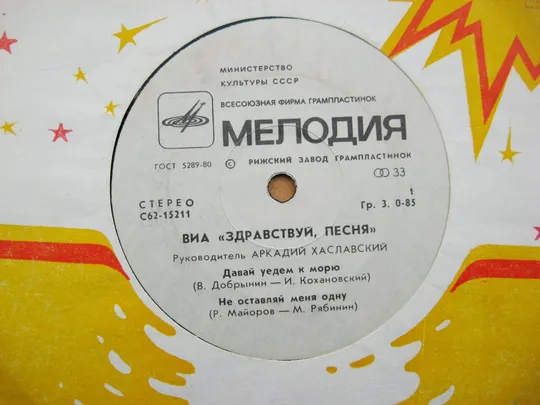 МИНИСТЕРСТВО
КУЛЬТУРЫ СССР
ВСЕСОЮЗНАЯ ФИРМА ГРАМПЛАСТИНОК
МЕЛОДИЯ
ГОСТ 5289-80 © РИЖСКИЙ ЗАВОД ГРАМПЛАСТИНОК
33
СТЕРЕО 1
С62-15211 Гр. 3. 0-85
ВИА «ЗДРАВСТВУЙ, ПЕСНЯ»
Руководитель АРКАДИЙ ХАСЛАВСКИЙ
Давай уедем к морю
(В. Добрынин — И. Кохановский)
Не оставляй меня одну
(Р. Майоров — М. Рябинин)